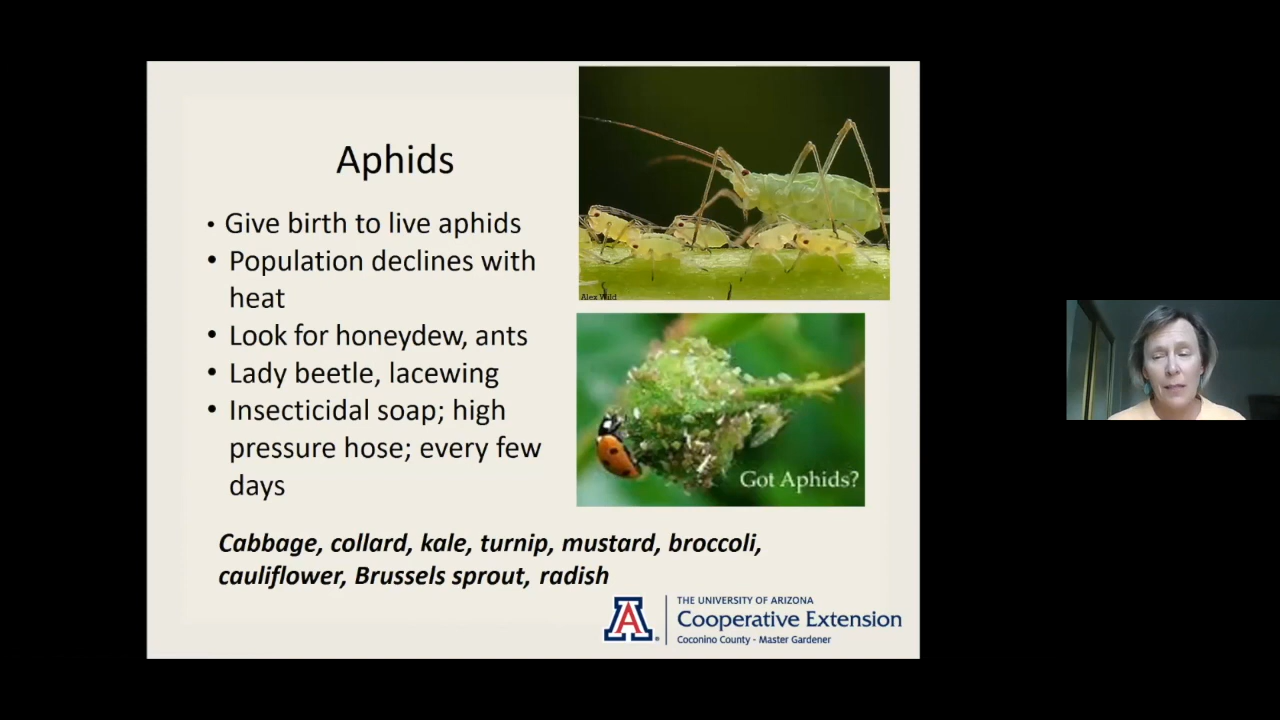 Aphids
• Give birth to live aphids
• Population declines with
heat
• Look for honeydew, ants
• Lady beetle, lacewing
• Insecticidal soap; high
pressure hose; every few
days
Cabbage, collard, kale, turnip, mustard, broccoli,
cauliflower, Brussels sprout, radish
Alex Wild
Got Aphids?
A
THE UNIVERSITY OF ARIZONA
Cooperative Extension
Coconino County - Master Gardener